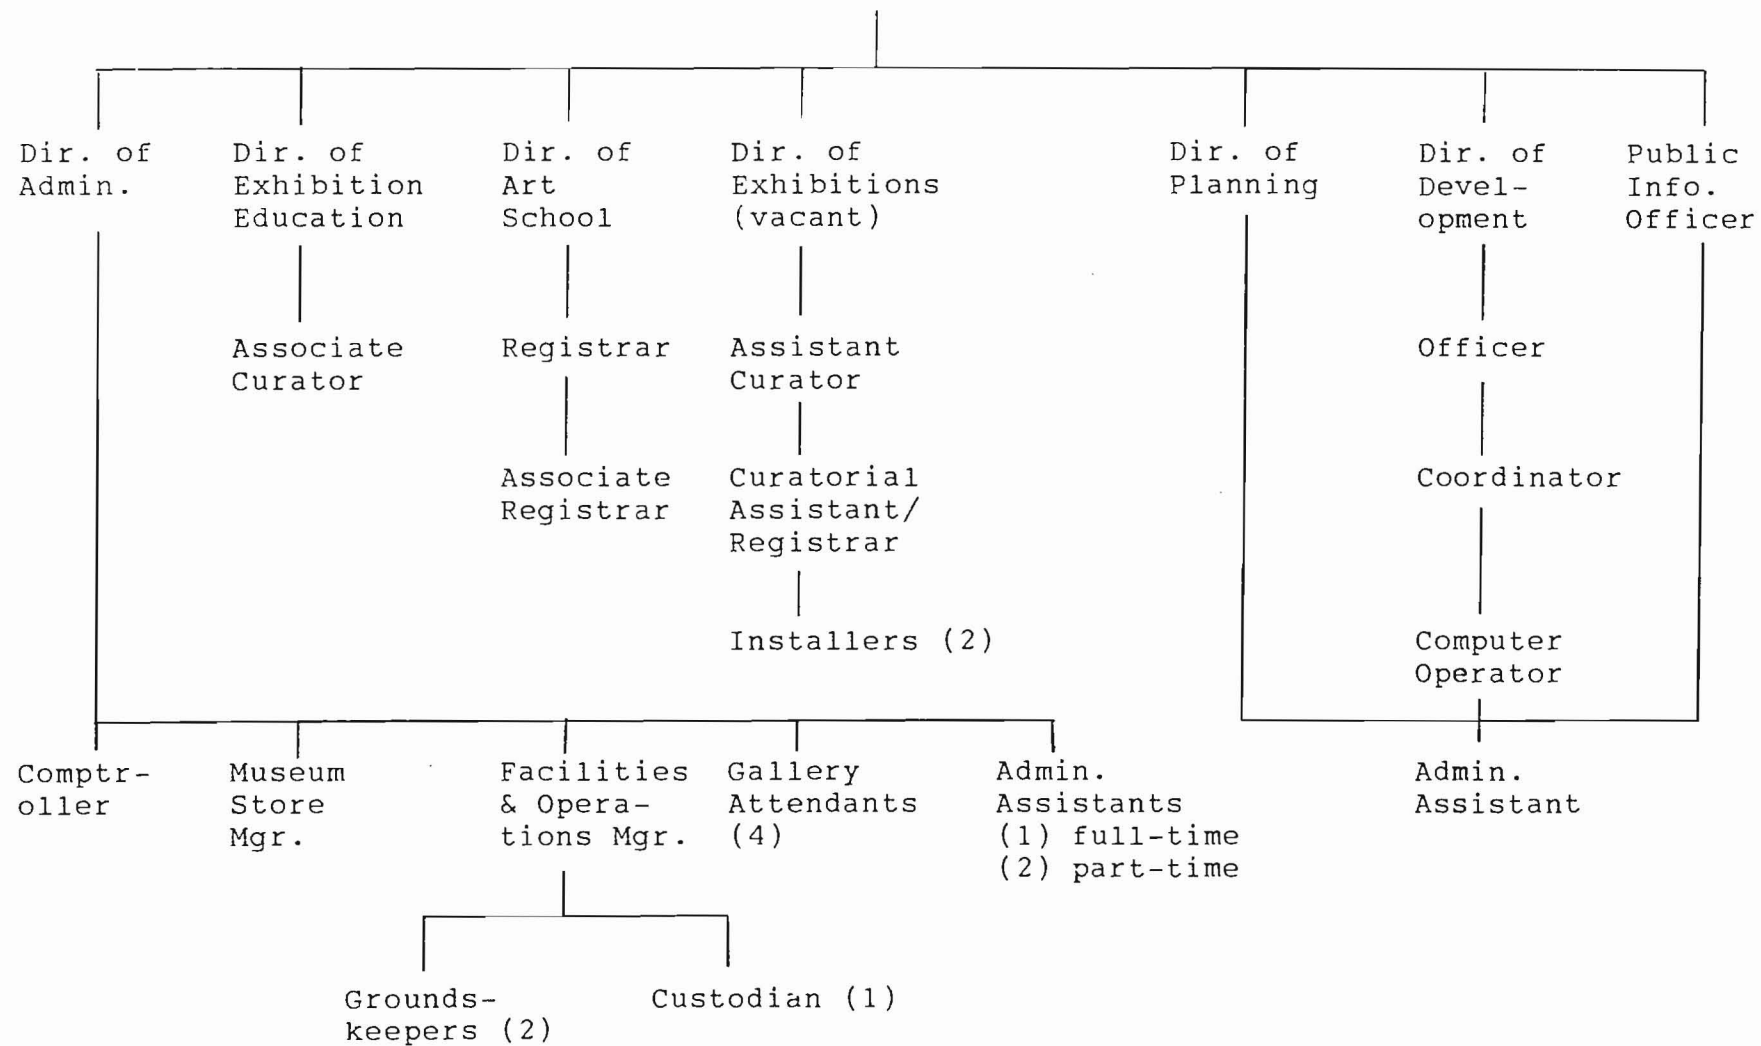 Dir. of
Admin.
Dir. of
Exhibition
Education
Dir. of
Art
School
Dir. of
Exhibitions
(vacant)
Dir. of
Planning
Dir. of
Devel-
opment
Public
Info.
Officer
Associate
Curator
Registrar
Assistant
Curator
Officer
Associate
Registrar
Curatorial
Assistant/
Registrar
Coordinator
Installers (2)
Computer
Operator
Comptr-
oller
Museum
Store
Mgr.
Facilities
& Opera-
tions Mgr.
Gallery
Attendants
(4)
Admin.
Assistants
(1) full-time
(2) part-time
Admin.
Assistant
Grounds-
keepers (2)
Custodian (1)